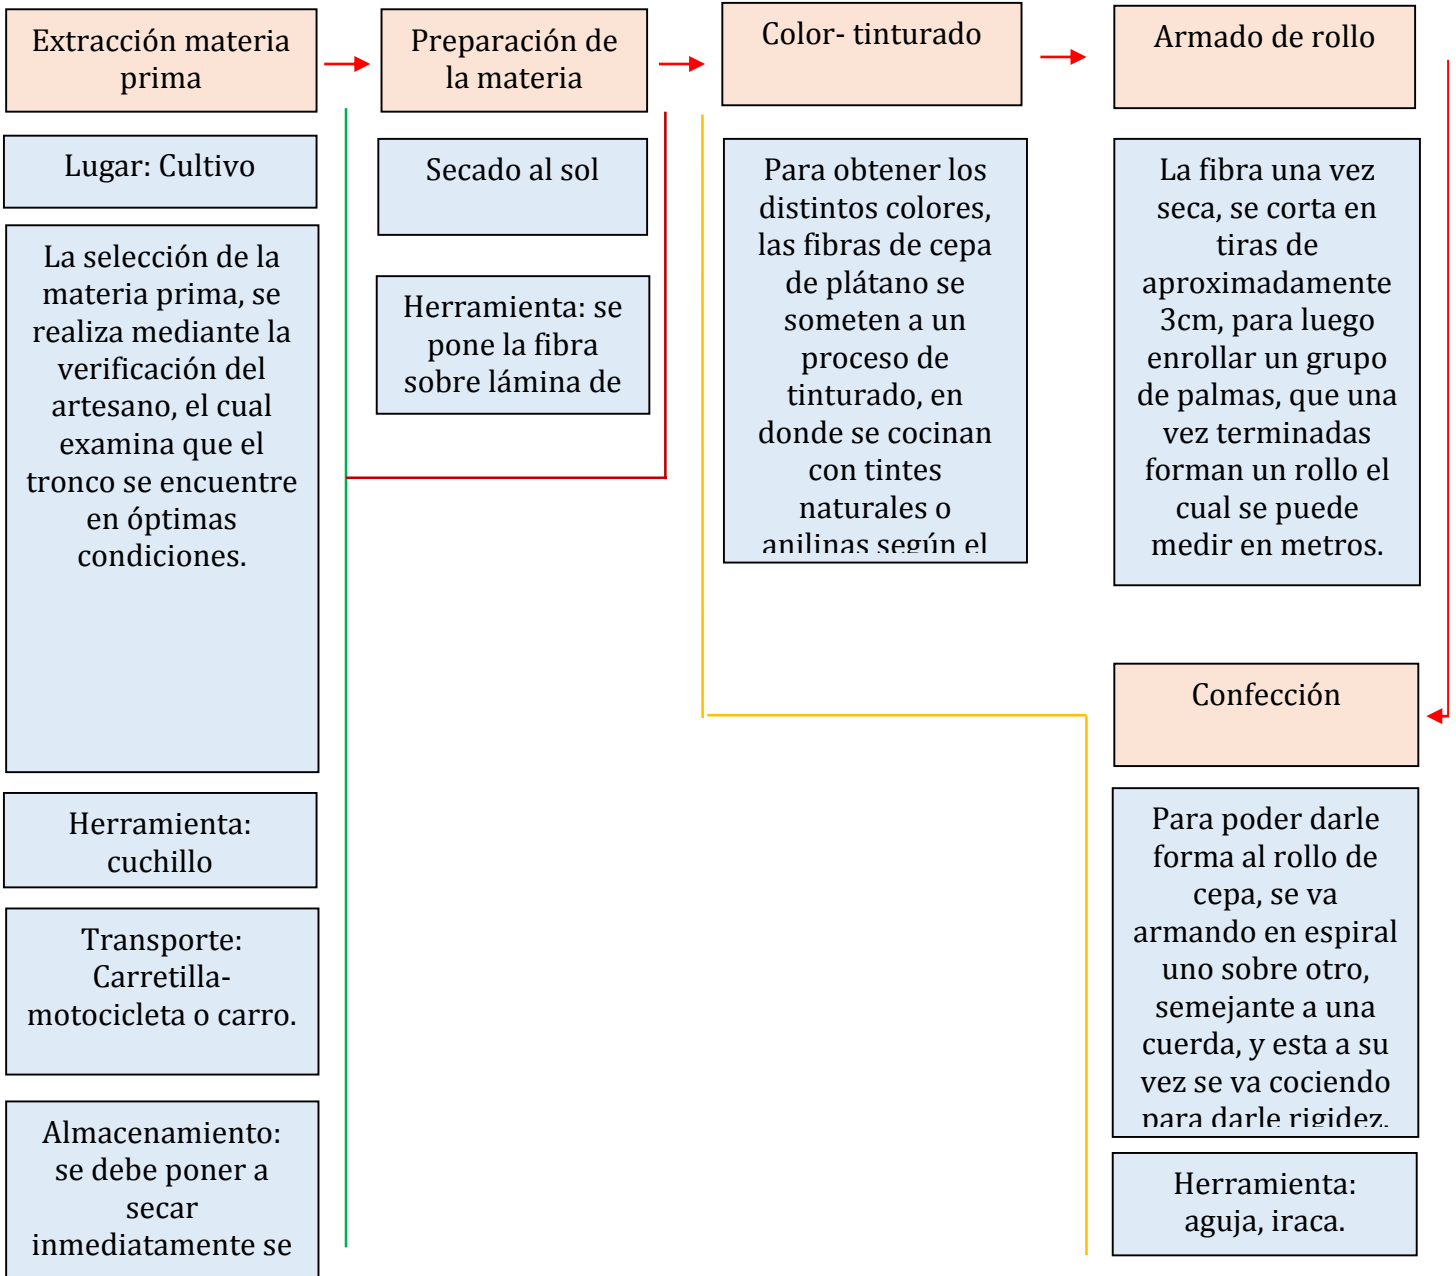 Extracción materia
prima
Preparación de
la materia
Color- tinturado
Armado de rollo
Lugar: Cultivo
La selección de la
materia prima, se
realiza mediante la
verificación del
artesano, el cual
examina que el
tronco se encuentre
en óptimas
condiciones.
Herramienta:
cuchillo
Transporte:
Carretilla-
motocicleta o carro.
Almacenamiento:
se debe poner a
secar
inmediatamente se
Secado al sol
Herramienta: se
pone la fibra
sobre lámina de
Para obtener los
distintos colores,
las fibras de cepa
de plátano se
someten a un
proceso de
tinturado, en
donde se cocinan
con tintes
naturales o
anilinas según el
La fibra una vez
seca, se corta en
tiras de
aproximadamente
3cm, para luego
enrollar un grupo
de palmas, que una
vez terminadas
forman un rollo el
cual se puede
medir en metros.
Confección
Para poder darle
forma al rollo de
cepa, se va
armando en espiral
uno sobre otro,
semejante a una
cuerda, y esta a su
vez se va cociendo
para darle rigidez.
Herramienta:
aguja, iraca.